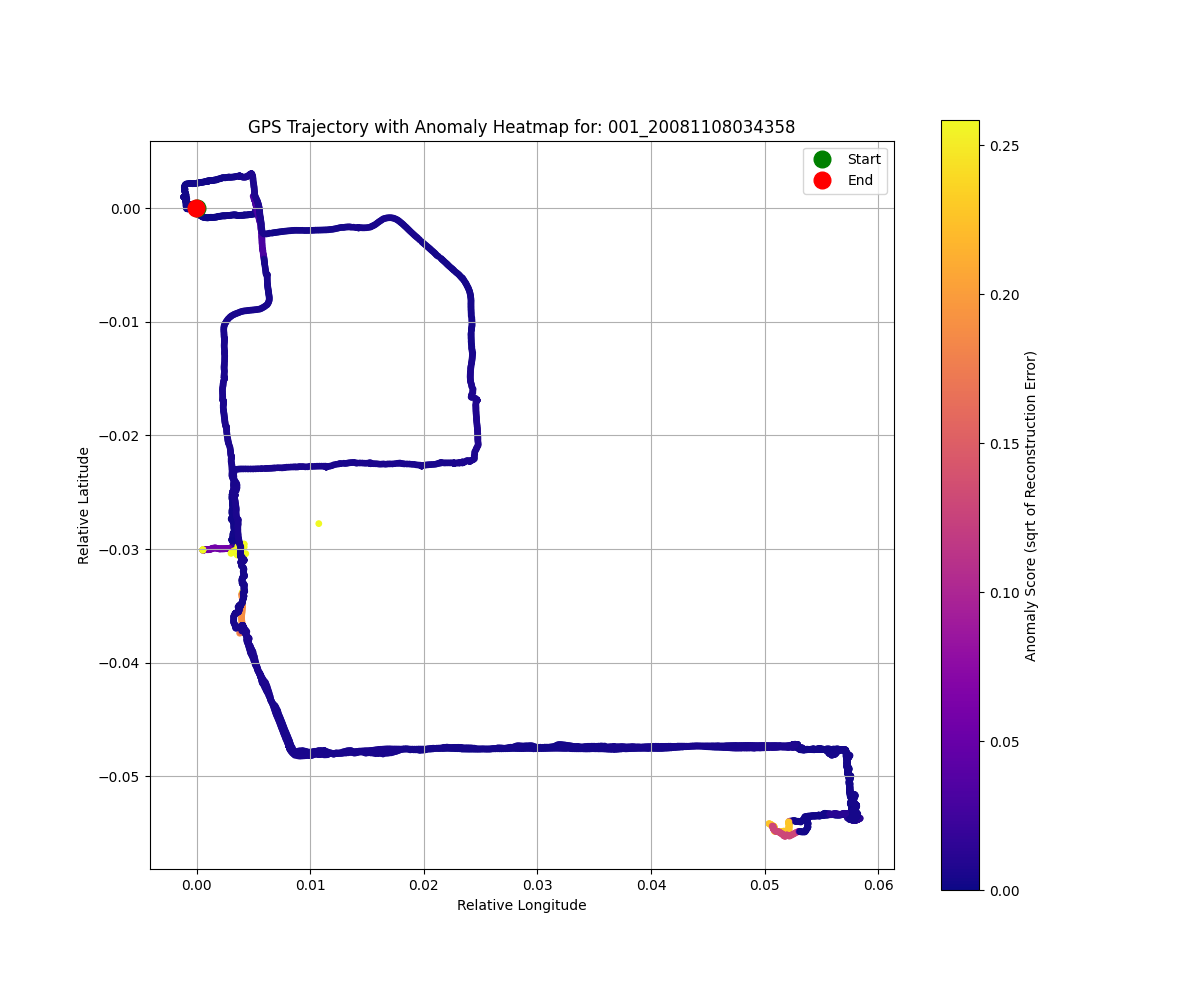 GPS Trajectory with Anomaly Heatmap for: 001_20081108034358
Start
End
0.00
−0.01
−0.02
−0.03
−0.04
−0.05
Relative Latitude
0.00 0.01 0.02 0.03 0.04 0.05 0.06
Relative Longitude
0.25
0.20
0.15
0.10
0.05
0.00
Anomaly Score (sqrt of Reconstruction Error)